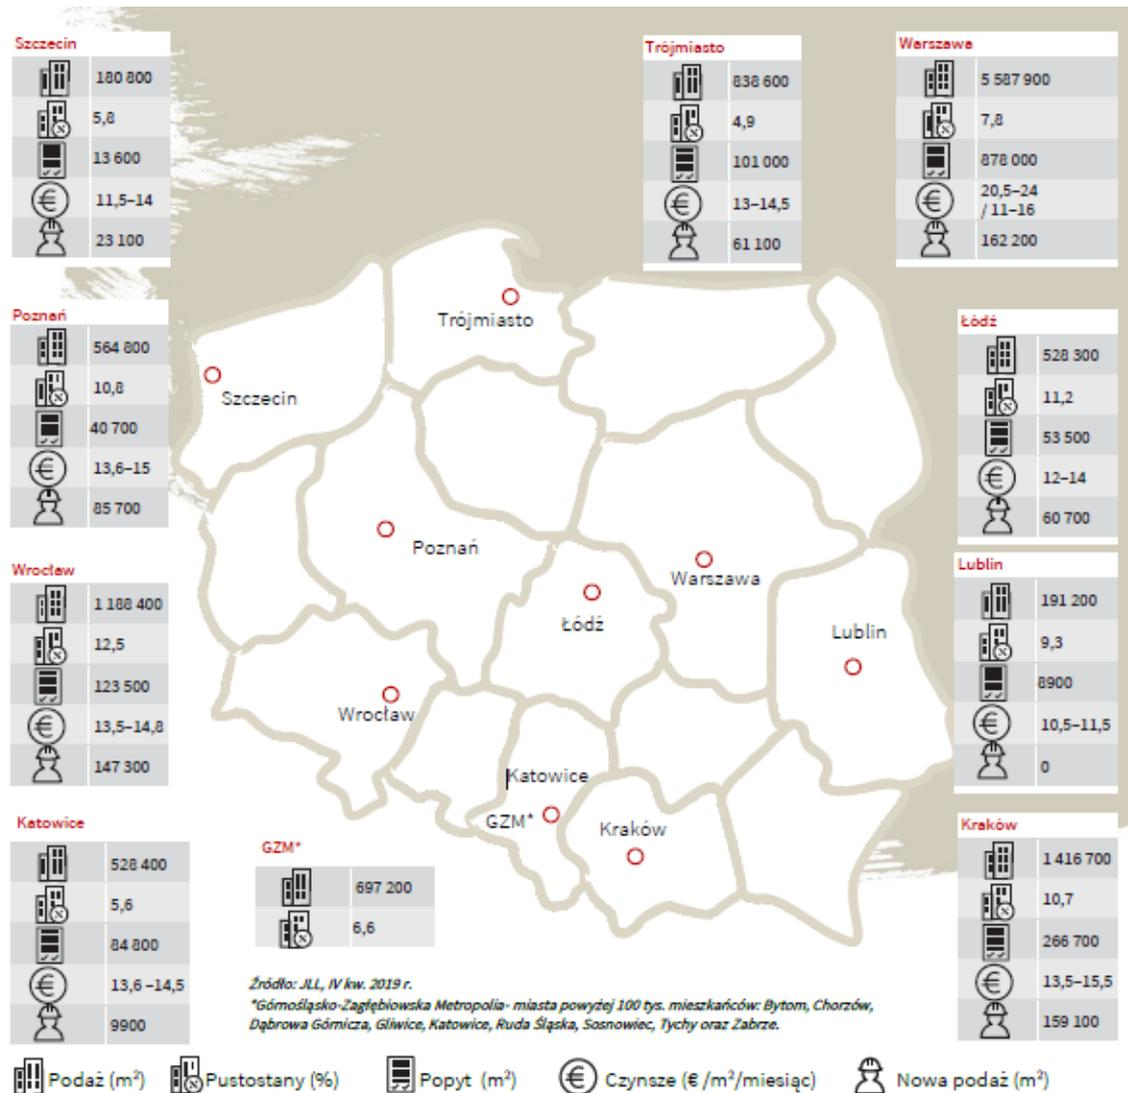 Szczecin
180 800
5,8
13 600
11,5–14
23 100
Trójmiasto
838 600
4,9
101 000
13–14,5
61 100
Warszawa
5 587 900
7,8
878 000
20,5–24
/ 11–16
162 200
Poznań
564 800
10,8
40 700
13,6–15
85 700
Łódź
528 300
11,2
53 500
12–14
60 700
Wrocław
1 188 400
12,5
123 500
13,5–14,8
147 300
Lublin
191 200
9,3
8900
10,5–11,5
0
Katowice
528 400
5,6
84 800
13,6 –14,5
9900
GZM*
697 200
6,6
Kraków
1 416 700
10,7
266 700
13,5–15,5
159 100
Trójmiasto
Szczecin
Poznań
Warszawa
Łódź
Lublin
Wrocław
Katowice
GZM*
Kraków
Źródło: JLL, IV kw. 2019 r.
*Górnośląsko-Zagłębiowska Metropolia- miasta powyżej 100 tys. mieszkańców: Bytom, Chorzów,
Dąbrowa Górnicza, Gliwice, Katowice, Ruda Śląska, Sosnowiec, Tychy oraz Zabrze.
Podaż (m²) Pustostany (%) Popyt (m²) € Czynsze (€ /m²/miesiąc) Nowa podaż (m²)